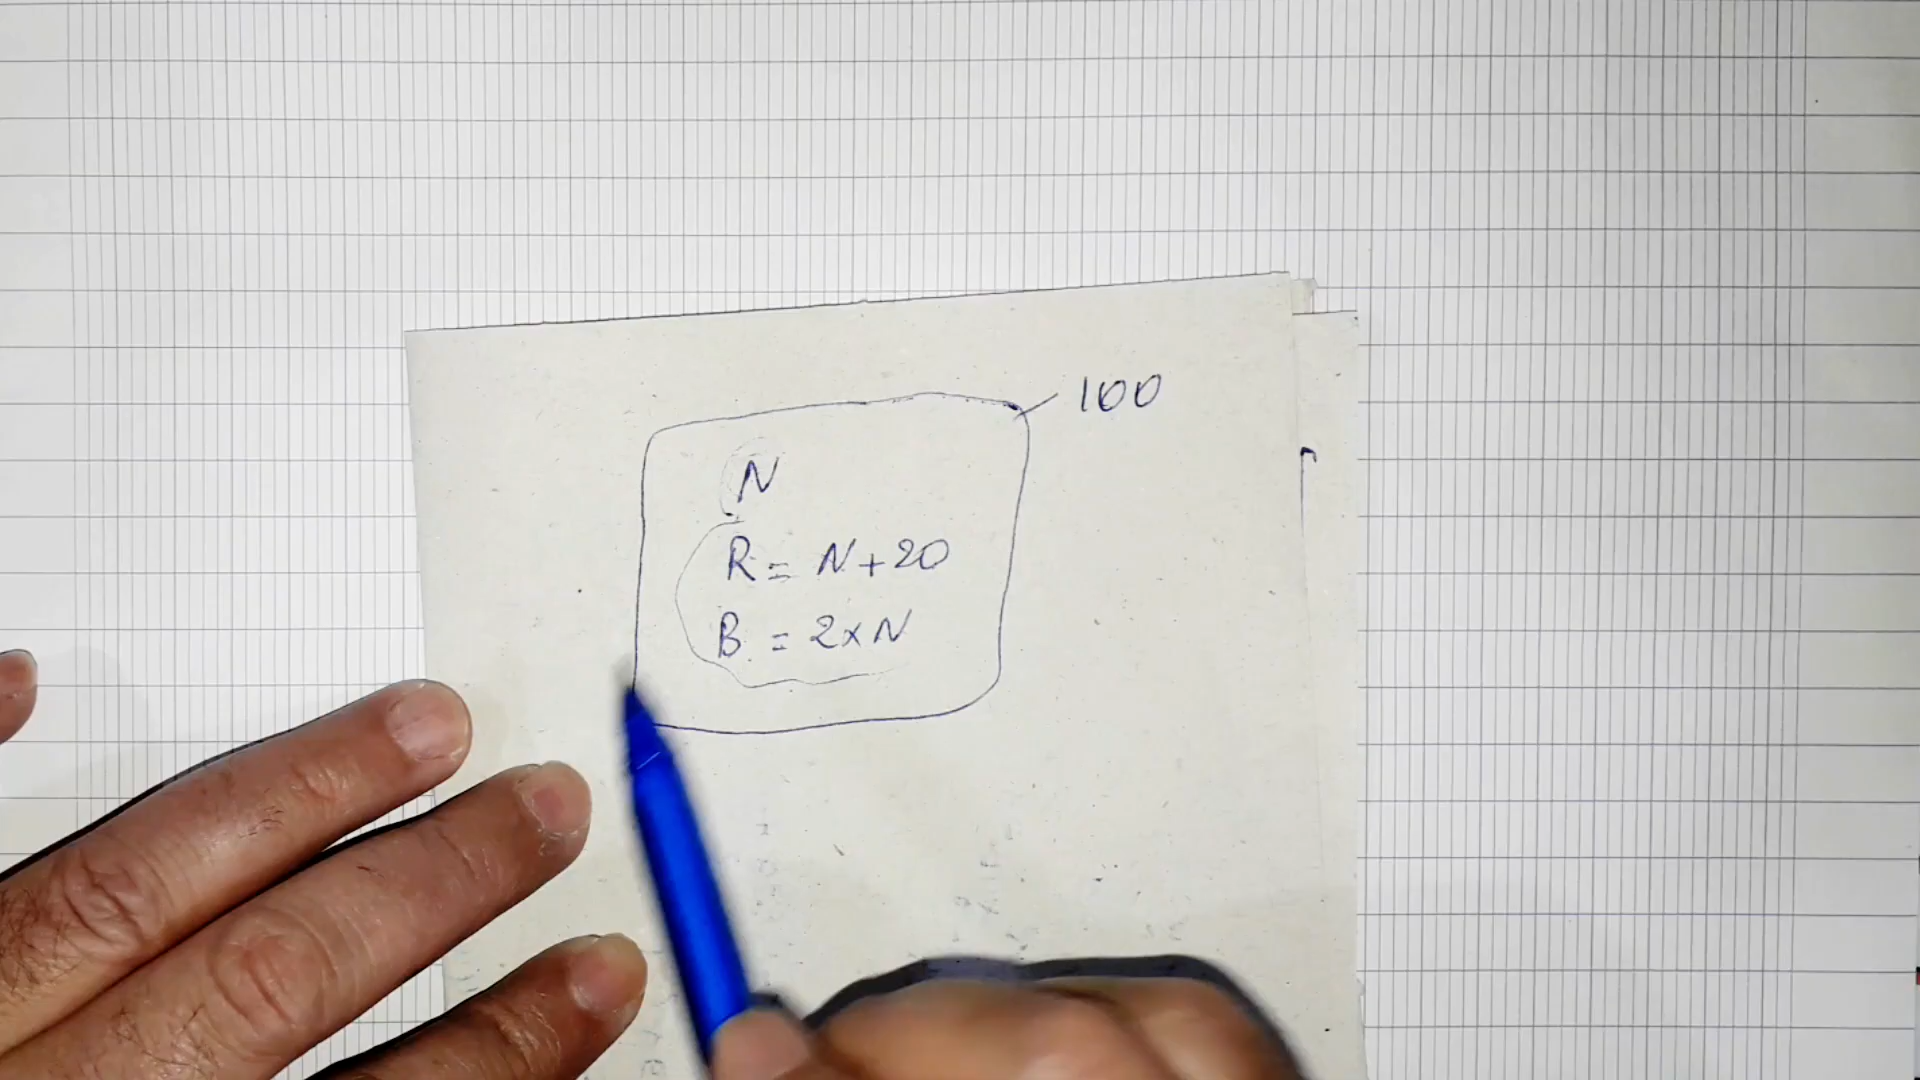 100
N
R = N+20
B = 2×N